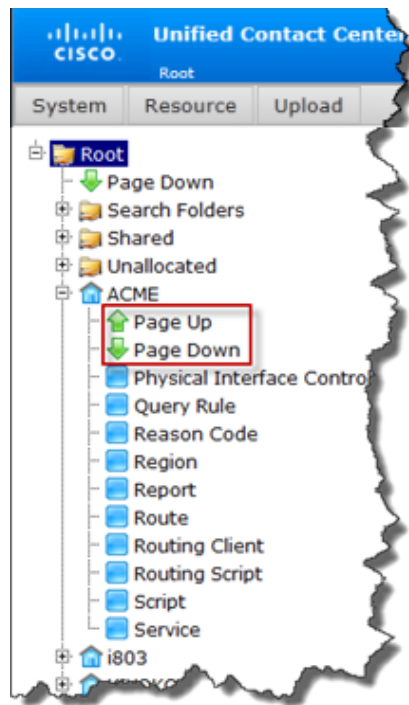 CISCO
Unified Contact Center
Root
System Resource Upload
Root
Page Down
Search Folders
Shared
Unallocated
ACME
Page Up
Page Down
Physical Interface Contro
Query Rule
Reason Code
Region
Report
Route
Routing Client
Routing Script
Script
Service
i803